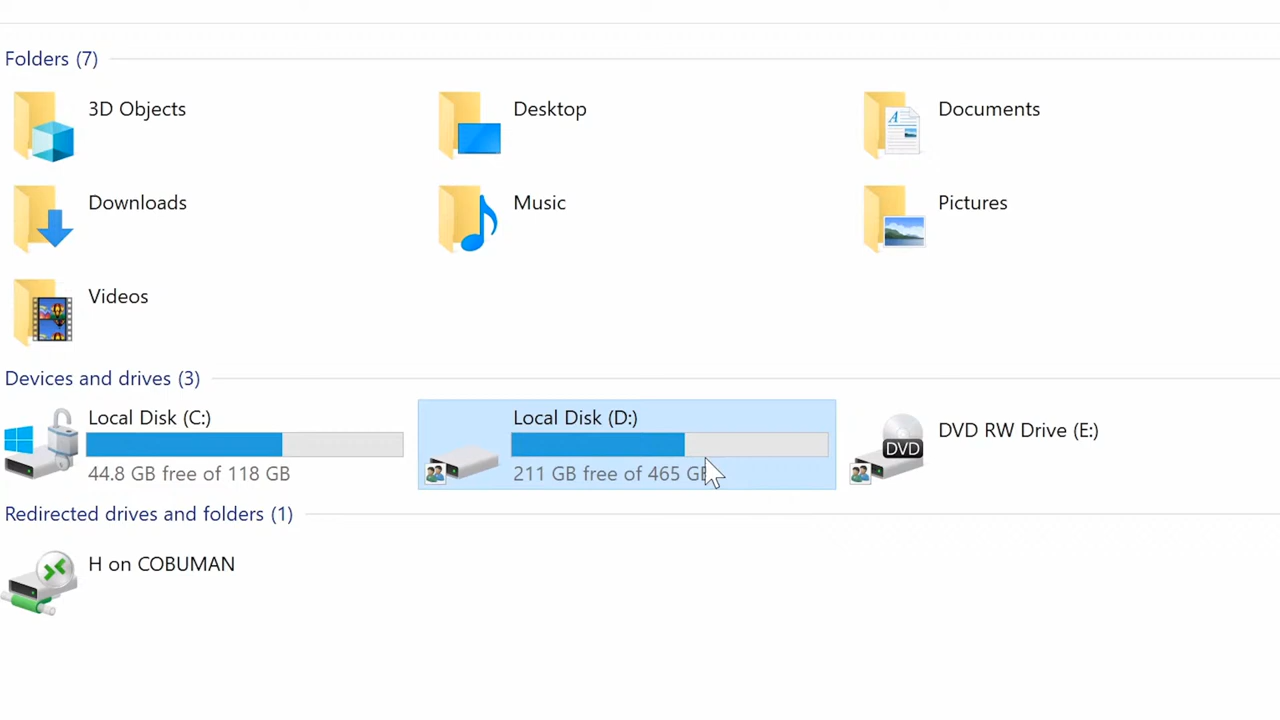 Folders (7)
3D Objects
Desktop
Documents
Downloads
Music
Pictures
Videos
Devices and drives (3)
Local Disk (C:)
44.8 GB free of 118 GB
Local Disk (D:)
211 GB free of 465 GB
DVD RW Drive (E:)
DVD
Redirected drives and folders (1)
H on COBUMAN